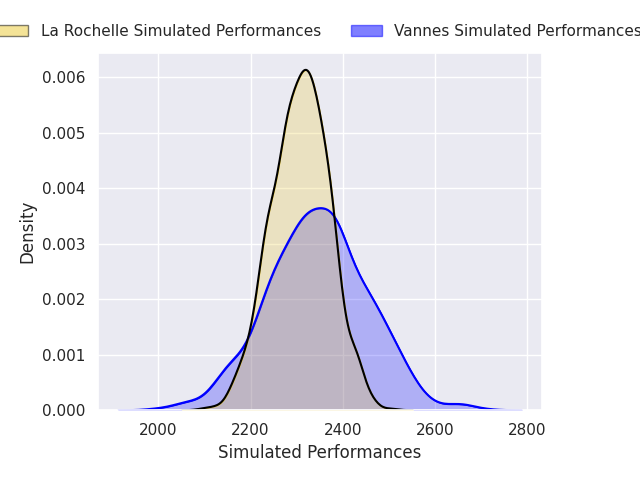 La Rochelle Simulated Performances
Vannes Simulated Performances
0.006
0.005
0.004
0.003
0.002
0.001
0.000
Density
2000 2200 2400 2600 2800
Simulated Performances